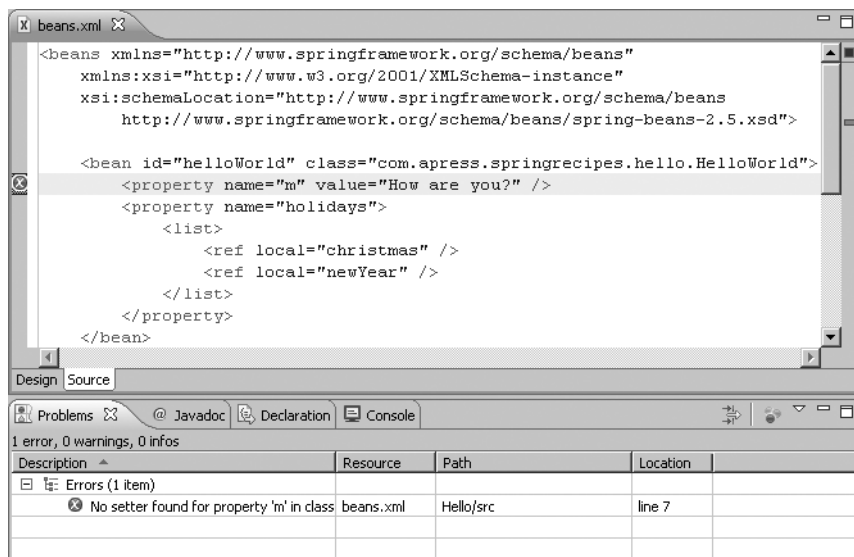 beans.xml
<beans xmlns="http://www.springframework.org/schema/beans"
    xmlns:xsi="http://www.w3.org/2001/XMLSchema-instance"
    xsi:schemaLocation="http://www.springframework.org/schema/beans
        http://www.springframework.org/schema/beans/spring-beans-2.5.xsd">
    <bean id="helloWorld" class="com.apress.springrecipes.hello.HelloWorld">
        <property name="m" value="How are you?" />
        <property name="holidays">
            <list>
                <ref local="christmas" />
                <ref local="newYear" />
            </list>
        </property>
    </bean>
Design Source
Problems @ Javadoc Declaration Console
1 error, 0 warnings, 0 infos
Description Resource Path Location
Errors (1 item)
No setter found for property 'm' in class beans.xml Hello/src line 7